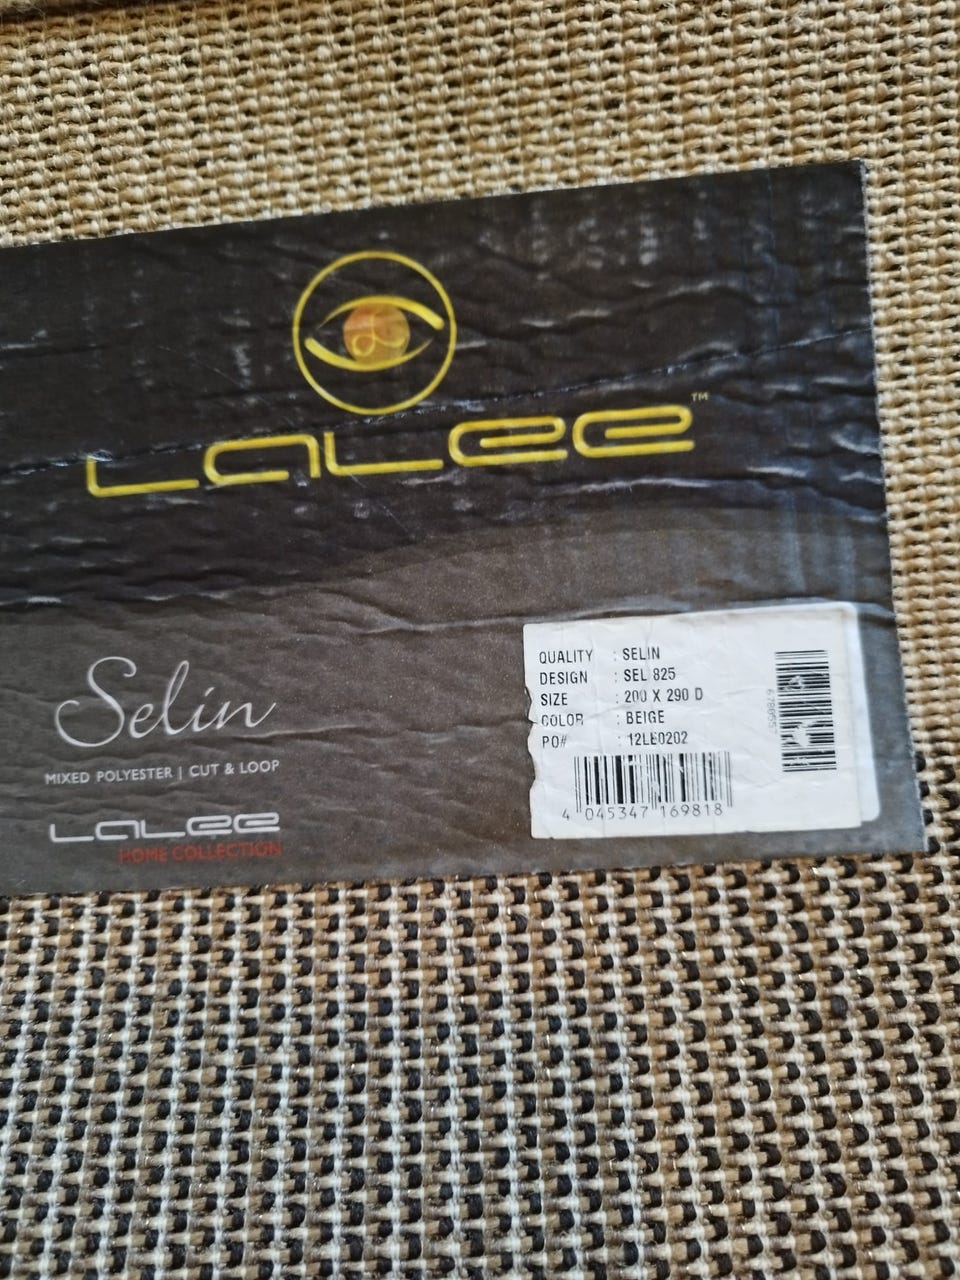 LaLee™
Selin
MIXED POLYESTER | CUT & LOOP
LaLee
HOME COLLECTION
QUALITY : SELIN
DESIGN : SEL 825
SIZE : 200 X 290 D
COLOR : BEIGE
PO# : 12LE0202
4 045347 169818